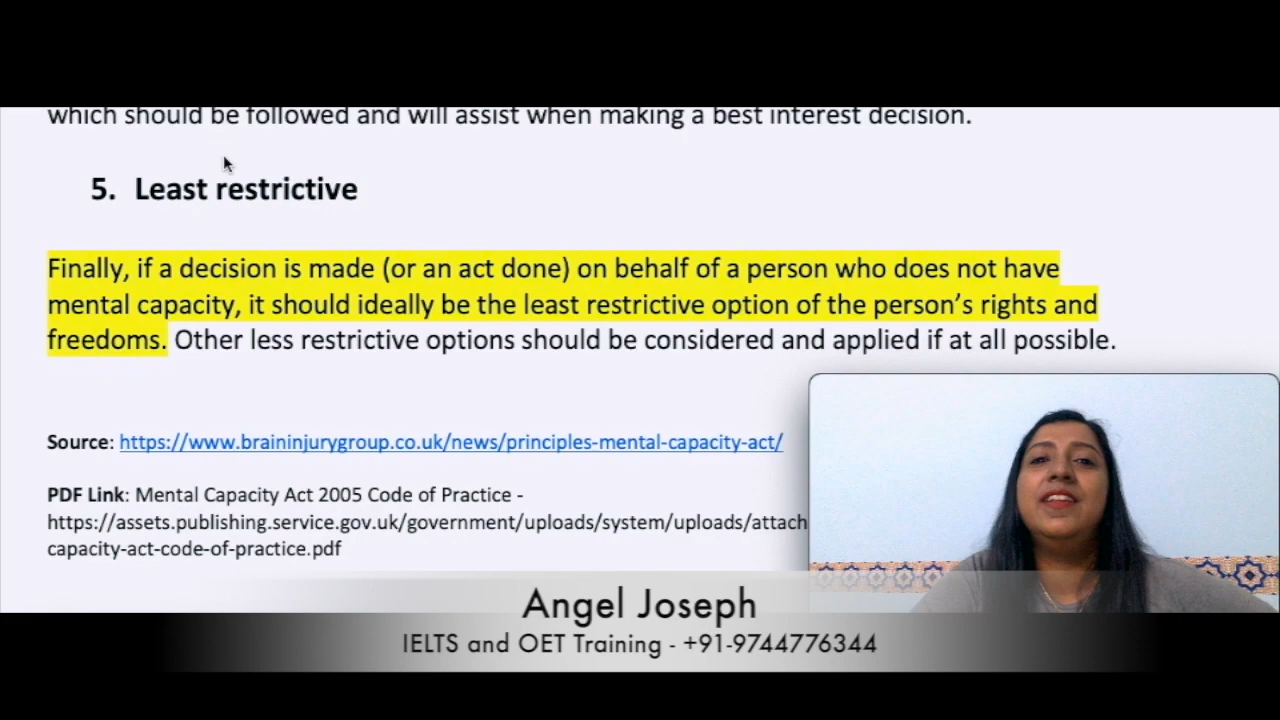 which should be followed and will assist when making a best interest decision.
5. Least restrictive
Finally, if a decision is made (or an act done) on behalf of a person who does not have
mental capacity, it should ideally be the least restrictive option of the person’s rights and
freedoms. Other less restrictive options should be considered and applied if at all possible.
Source: https://www.braininjurygroup.co.uk/news/principles-mental-capacity-act/
PDF Link: Mental Capacity Act 2005 Code of Practice -
https://assets.publishing.service.gov.uk/government/uploads/system/uploads/attach
capacity-act-code-of-practice.pdf
Angel Joseph
IELTS and OET Training - +91-9744776344